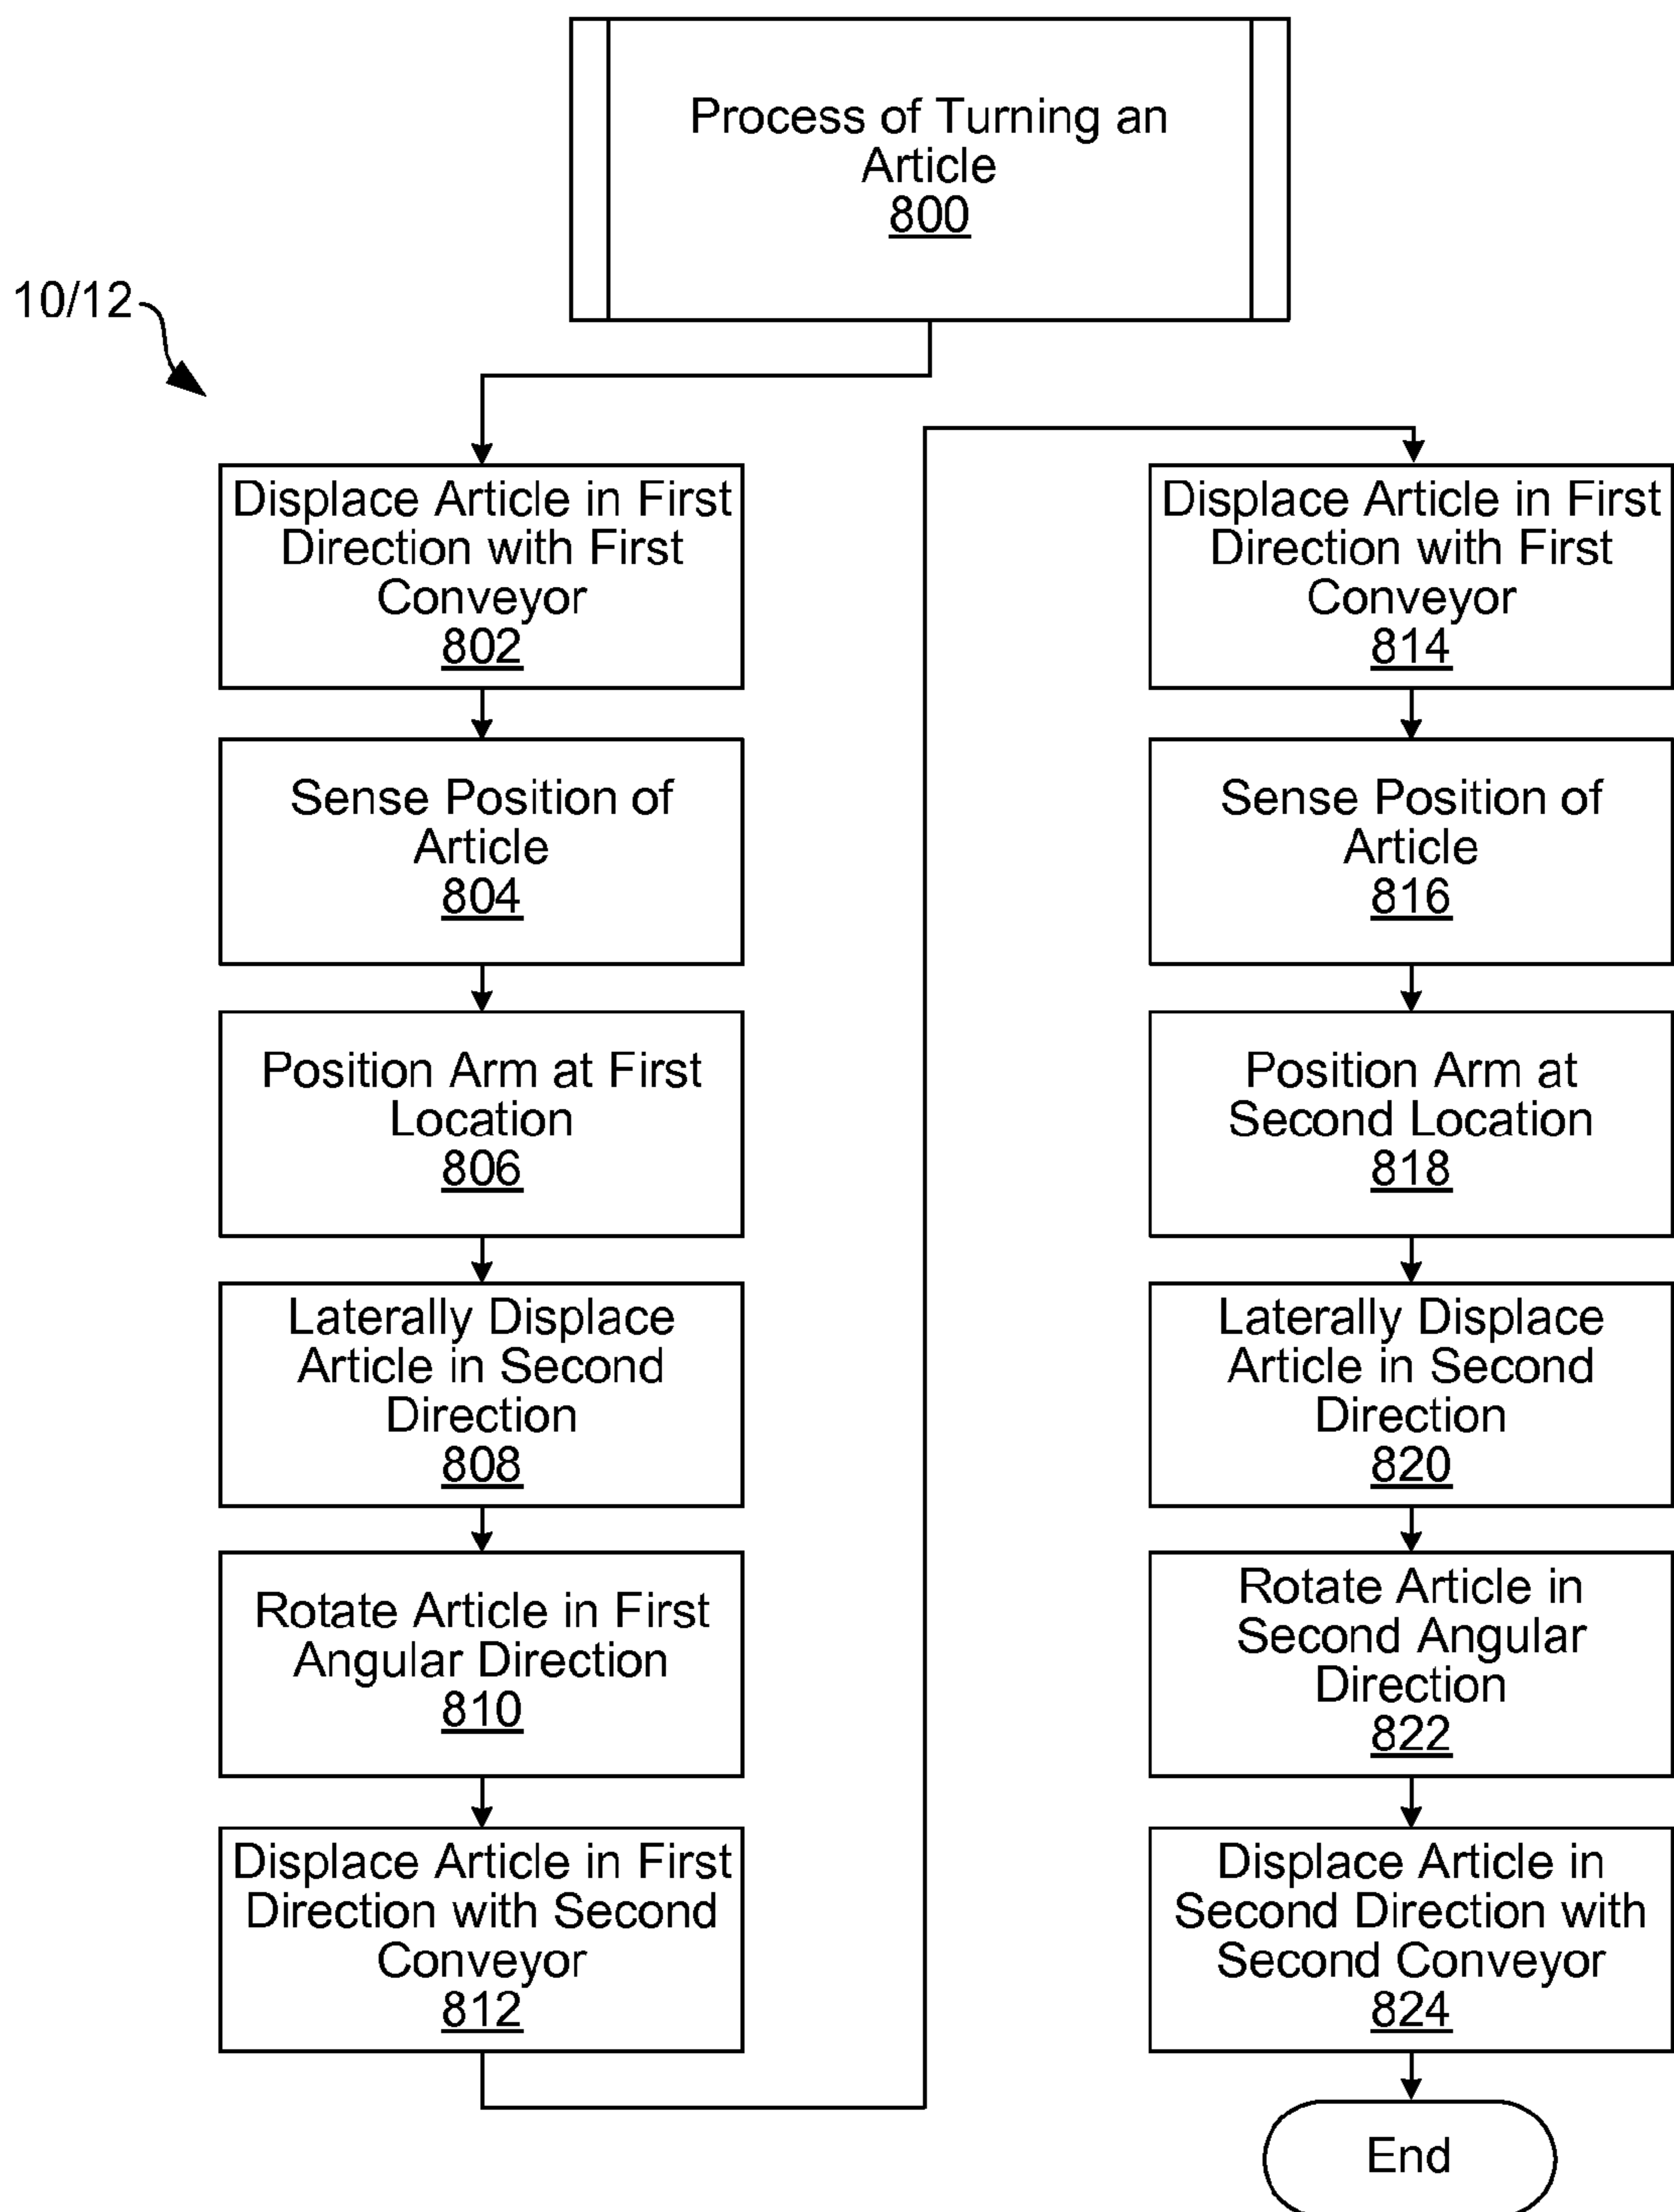 Process of Turning an
Article
800
10/12
Displace Article in First
Direction with First
Conveyor
802
Sense Position of
Article
804
Position Arm at First
Location
806
Laterally Displace
Article in Second
Direction
808
Rotate Article in First
Angular Direction
810
Displace Article in First
Direction with Second
Conveyor
812
Displace Article in First
Direction with First
Conveyor
814
Sense Position of
Article
816
Position Arm at
Second Location
818
Laterally Displace
Article in Second
Direction
820
Rotate Article in
Second Angular
Direction
822
Displace Article in
Second Direction with
Second Conveyor
824
End